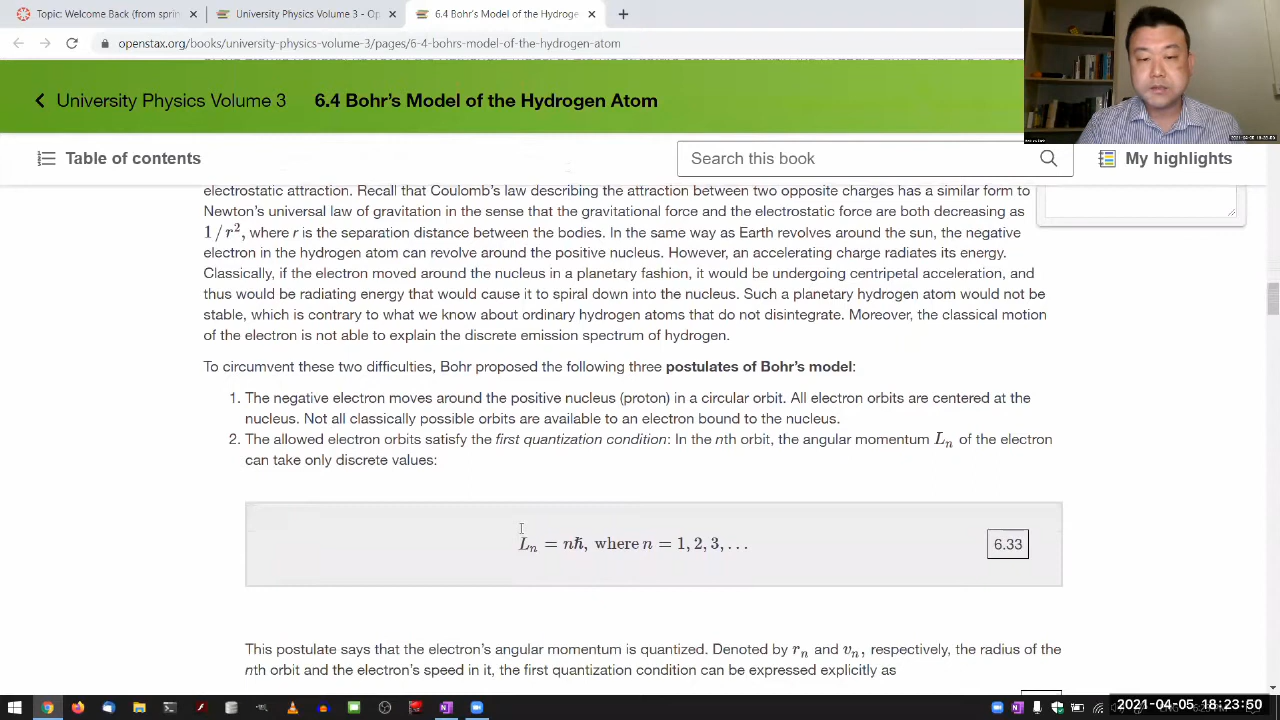 Topic: Welcome Back (from sprin
University Physics Volume 3 - Op
6.4 Bohr's Model of the Hydroge
openstax.org/books/university-physics-volume-3/pages/6-4-bohrs-model-of-the-hydrogen-atom
University Physics Volume 3 6.4 Bohr's Model of the Hydrogen Atom
Table of contents
Search this book
My highlights
electrostatic attraction. Recall that Coulomb's law describing the attraction between two opposite charges has a similar form to
Newton's universal law of gravitation in the sense that the gravitational force and the electrostatic force are both decreasing as
1/r², where r is the separation distance between the bodies. In the same way as Earth revolves around the sun, the negative
electron in the hydrogen atom can revolve around the positive nucleus. However, an accelerating charge radiates its energy.
Classically, if the electron moved around the nucleus in a planetary fashion, it would be undergoing centripetal acceleration, and
thus would be radiating energy that would cause it to spiral down into the nucleus. Such a planetary hydrogen atom would not be
stable, which is contrary to what we know about ordinary hydrogen atoms that do not disintegrate. Moreover, the classical motion
of the electron is not able to explain the discrete emission spectrum of hydrogen.
To circumvent these two difficulties, Bohr proposed the following three postulates of Bohr's model:
1. The negative electron moves around the positive nucleus (proton) in a circular orbit. All electron orbits are centered at the
nucleus. Not all classically possible orbits are available to an electron bound to the nucleus.
2. The allowed electron orbits satisfy the first quantization condition: In the nth orbit, the angular momentum Lₙ of the electron
can take only discrete values:
Lₙ = nℏ, where n = 1, 2, 3, . . .
6.33
This postulate says that the electron's angular momentum is quantized. Denoted by rₙ and vₙ, respectively, the radius of the
nth orbit and the electron's speed in it, the first quantization condition can be expressed explicitly as
2021-04-05 18:23:50